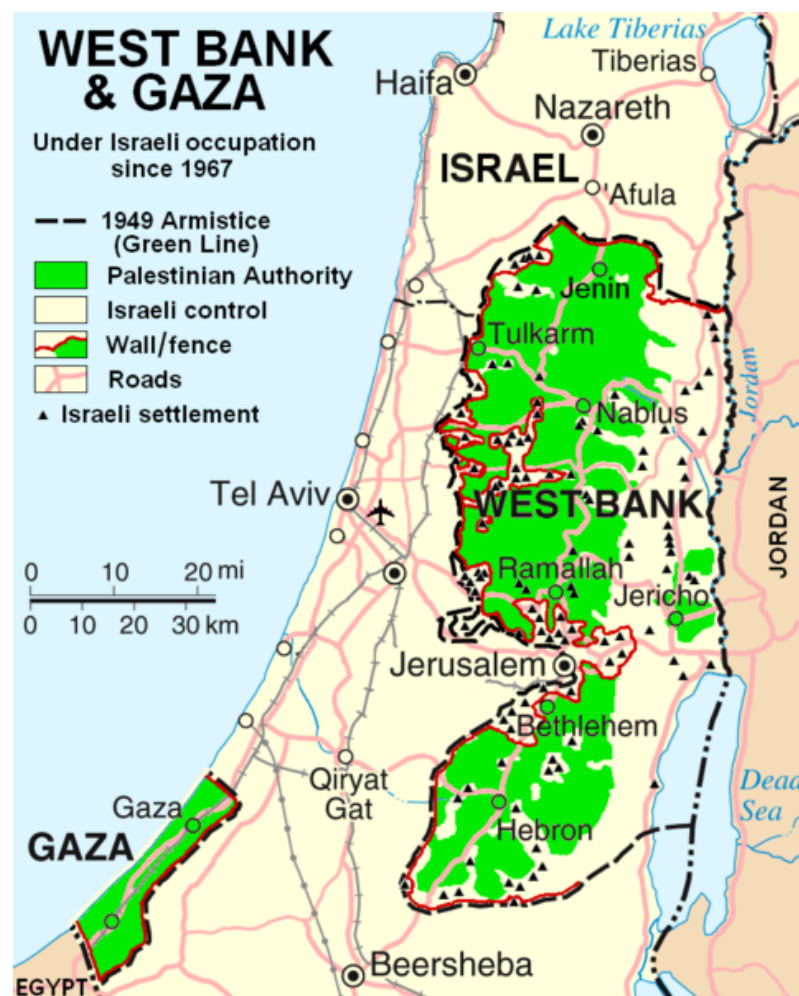 WEST BANK
& GAZA
Under Israeli occupation
since 1967
1949 Armistice
(Green Line)
Palestinian Authority
Israeli control
Wall/fence
Roads
Israeli settlement
Lake Tiberias
Tiberias
Haifa
Nazareth
ISRAEL
'Afula
Jenin
Tulkarm
Jordan
Nablus
Tel Aviv
WEST BANK
JORDAN
0 10 20 mi
0 10 20 30 km
Ramallah
Jericho
Jerusalem
Bethlehem
Qiryat
Gat
Dead
Sea
Gaza
GAZA
Hebron
Beersheba
EGYPT